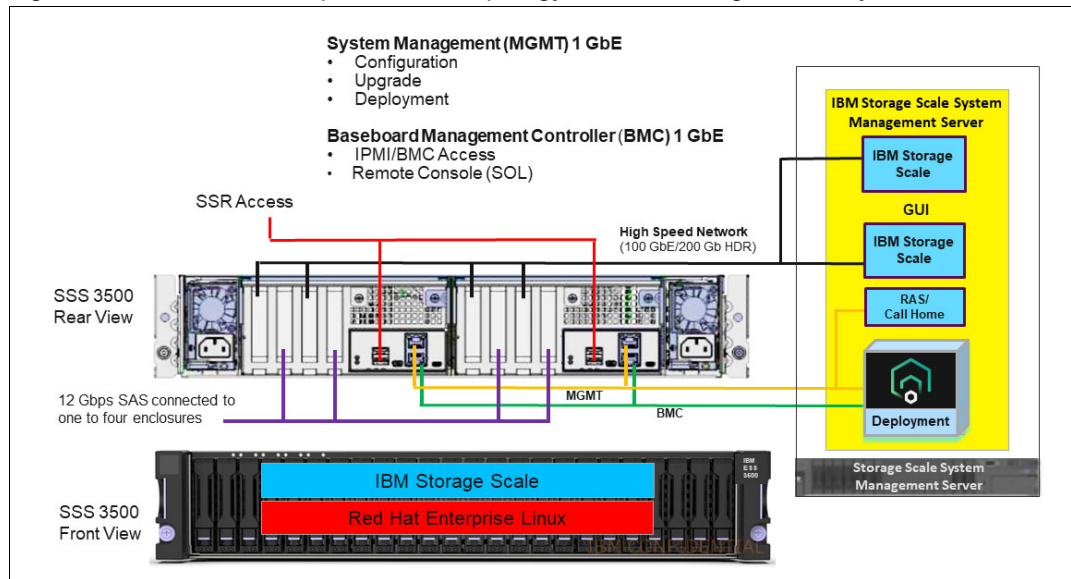 System Management (MGMT) 1 GbE
• Configuration
• Upgrade
• Deployment
Baseboard Management Controller (BMC) 1 GbE
• IPMI/BMC Access
• Remote Console (SOL)
SSR Access
High Speed Network
(100 GbE/200 Gb HDR)
SSS 3500
Rear View
12 Gbps SAS connected to
one to four enclosures
MGMT
BMC
IBM Storage Scale System
Management Server
IBM Storage
Scale
GUI
IBM Storage
Scale
RAS/
Call Home
Deployment
Storage Scale System
Management Server
SSS 3500
Front View
IBM Storage Scale
Red Hat Enterprise Linux
IBM
ESS
3500
IBM CONFIDENTIAL